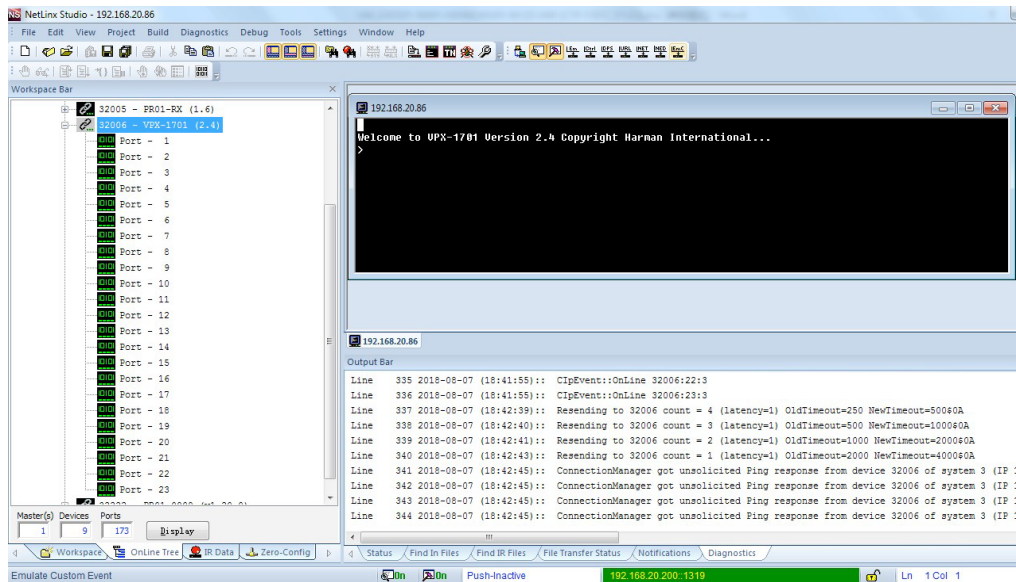 NetLinx Studio - 192.168.20.86
File Edit View Project Build Diagnostics Debug Tools Settings Window Help
Workspace Bar
32005 - PR01-RX (1.6)
32006 - VPX-1701 (2.4)
Port - 1
Port - 2
Port - 3
Port - 4
Port - 5
Port - 6
Port - 7
Port - 8
Port - 9
Port - 10
Port - 11
Port - 12
Port - 13
Port - 14
Port - 15
Port - 16
Port - 17
Port - 18
Port - 19
Port - 20
Port - 21
Port - 22
Port - 23
Master(s) Devices Ports
1 9 173 Display
Workspace OnLine Tree IR Data Zero-Config
192.168.20.86
Welcome to VPX-1701 Version 2.4 Copyright Harman International...
>
192.168.20.86
Output Bar
Line 335 2018-08-07 (18:41:55):: CIpEvent::OnLine 32006:22:3
Line 336 2018-08-07 (18:41:55):: CIpEvent::OnLine 32006:23:3
Line 337 2018-08-07 (18:42:39):: Resending to 32006 count = 4 (latency=1) OldTimeout=250 NewTimeout=500$0A
Line 338 2018-08-07 (18:42:40):: Resending to 32006 count = 3 (latency=1) OldTimeout=500 NewTimeout=1000$0A
Line 339 2018-08-07 (18:42:41):: Resending to 32006 count = 2 (latency=1) OldTimeout=1000 NewTimeout=2000$0A
Line 340 2018-08-07 (18:42:43):: Resending to 32006 count = 1 (latency=1) OldTimeout=2000 NewTimeout=4000$0A
Line 341 2018-08-07 (18:42:45):: ConnectionManager got unsolicited Ping response from device 32006 of system 3 (IP
Line 342 2018-08-07 (18:42:45):: ConnectionManager got unsolicited Ping response from device 32006 of system 3 (IP
Line 343 2018-08-07 (18:42:45):: ConnectionManager got unsolicited Ping response from device 32006 of system 3 (IP
Line 344 2018-08-07 (18:42:45):: ConnectionManager got unsolicited Ping response from device 32006 of system 3 (IP
Status Find In Files Find IR Files File Transfer Status Notifications Diagnostics
Emulate Custom Event On On Push-Inactive 192.168.20.200::1319 Ln 1 Col 1